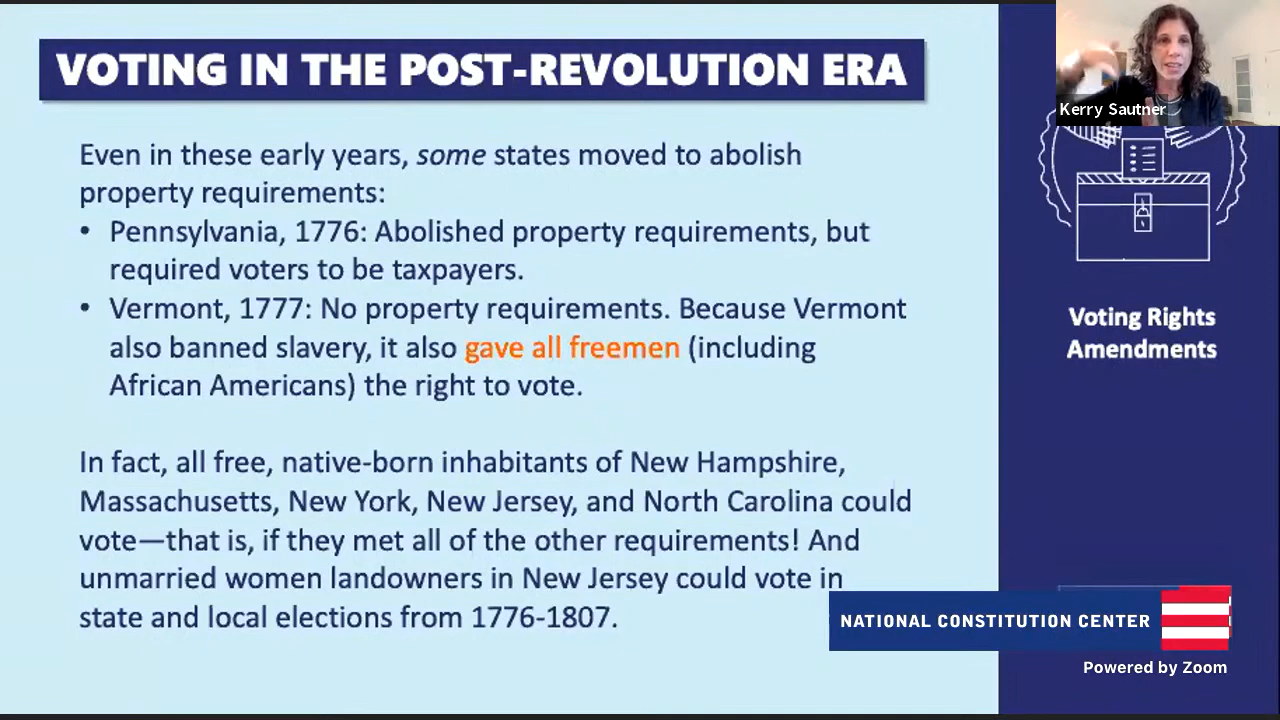 VOTING IN THE POST-REVOLUTION ERA
Kerry Sautner
Even in these early years, some states moved to abolish
property requirements:
• Pennsylvania, 1776: Abolished property requirements, but
required voters to be taxpayers.
• Vermont, 1777: No property requirements. Because Vermont
also banned slavery, it also gave all freemen (including
African Americans) the right to vote.
In fact, all free, native-born inhabitants of New Hampshire,
Massachusetts, New York, New Jersey, and North Carolina could
vote—that is, if they met all of the other requirements! And
unmarried women landowners in New Jersey could vote in
state and local elections from 1776-1807.
Voting Rights
Amendments
NATIONAL CONSTITUTION CENTER
Powered by Zoom